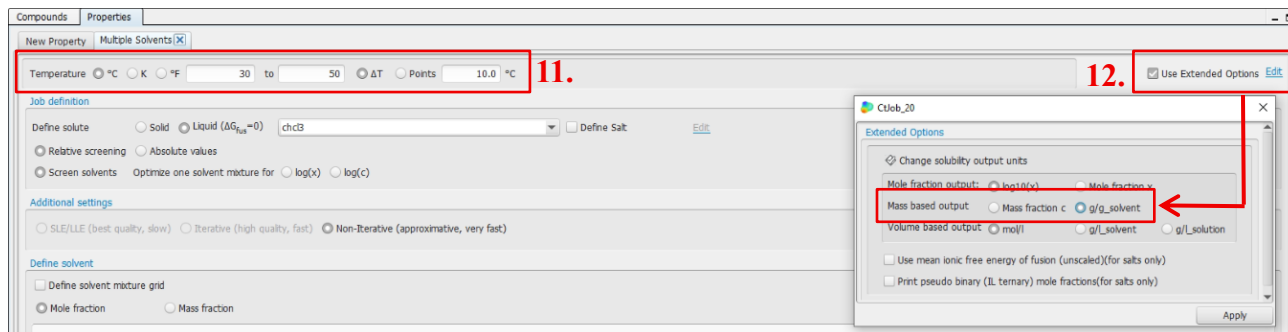 Compounds Properties
New Property Multiple Solvents
Temperature °C K °F 30 to 50 ΔT Points 10.0 °C 11. 12. Use Extended Options Edit
Job definition
Define solute Solid Liquid (ΔGfus=0) chcl3 Define Salt Edit
Relative screening Absolute values
Screen solvents Optimize one solvent mixture for log(x) log(c)
Additional settings
SLE/LLE (best quality, slow) Iterative (high quality, fast) Non-Iterative (approximative, very fast)
Define solvent
Define solvent mixture grid
Mole fraction Mass fraction
CtJob_20
Extended Options
Change solubility output units
Mole fraction output: log10(x) Mole fraction x
Mass based output Mass fraction c g/g_solvent
Volume based output mol/l g/l_solvent g/l_solution
Use mean ionic free energy of fusion (unscaled)(for salts only)
Print pseudo binary (IL ternary) mole fractions(for salts only)
Apply